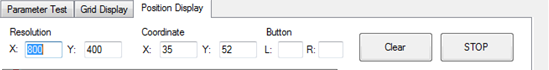 Parameter Test Grid Display Position Display
Resolution Coordinate Button
X: 800 Y: 400 X: 35 Y: 52 L: R: Clear STOP